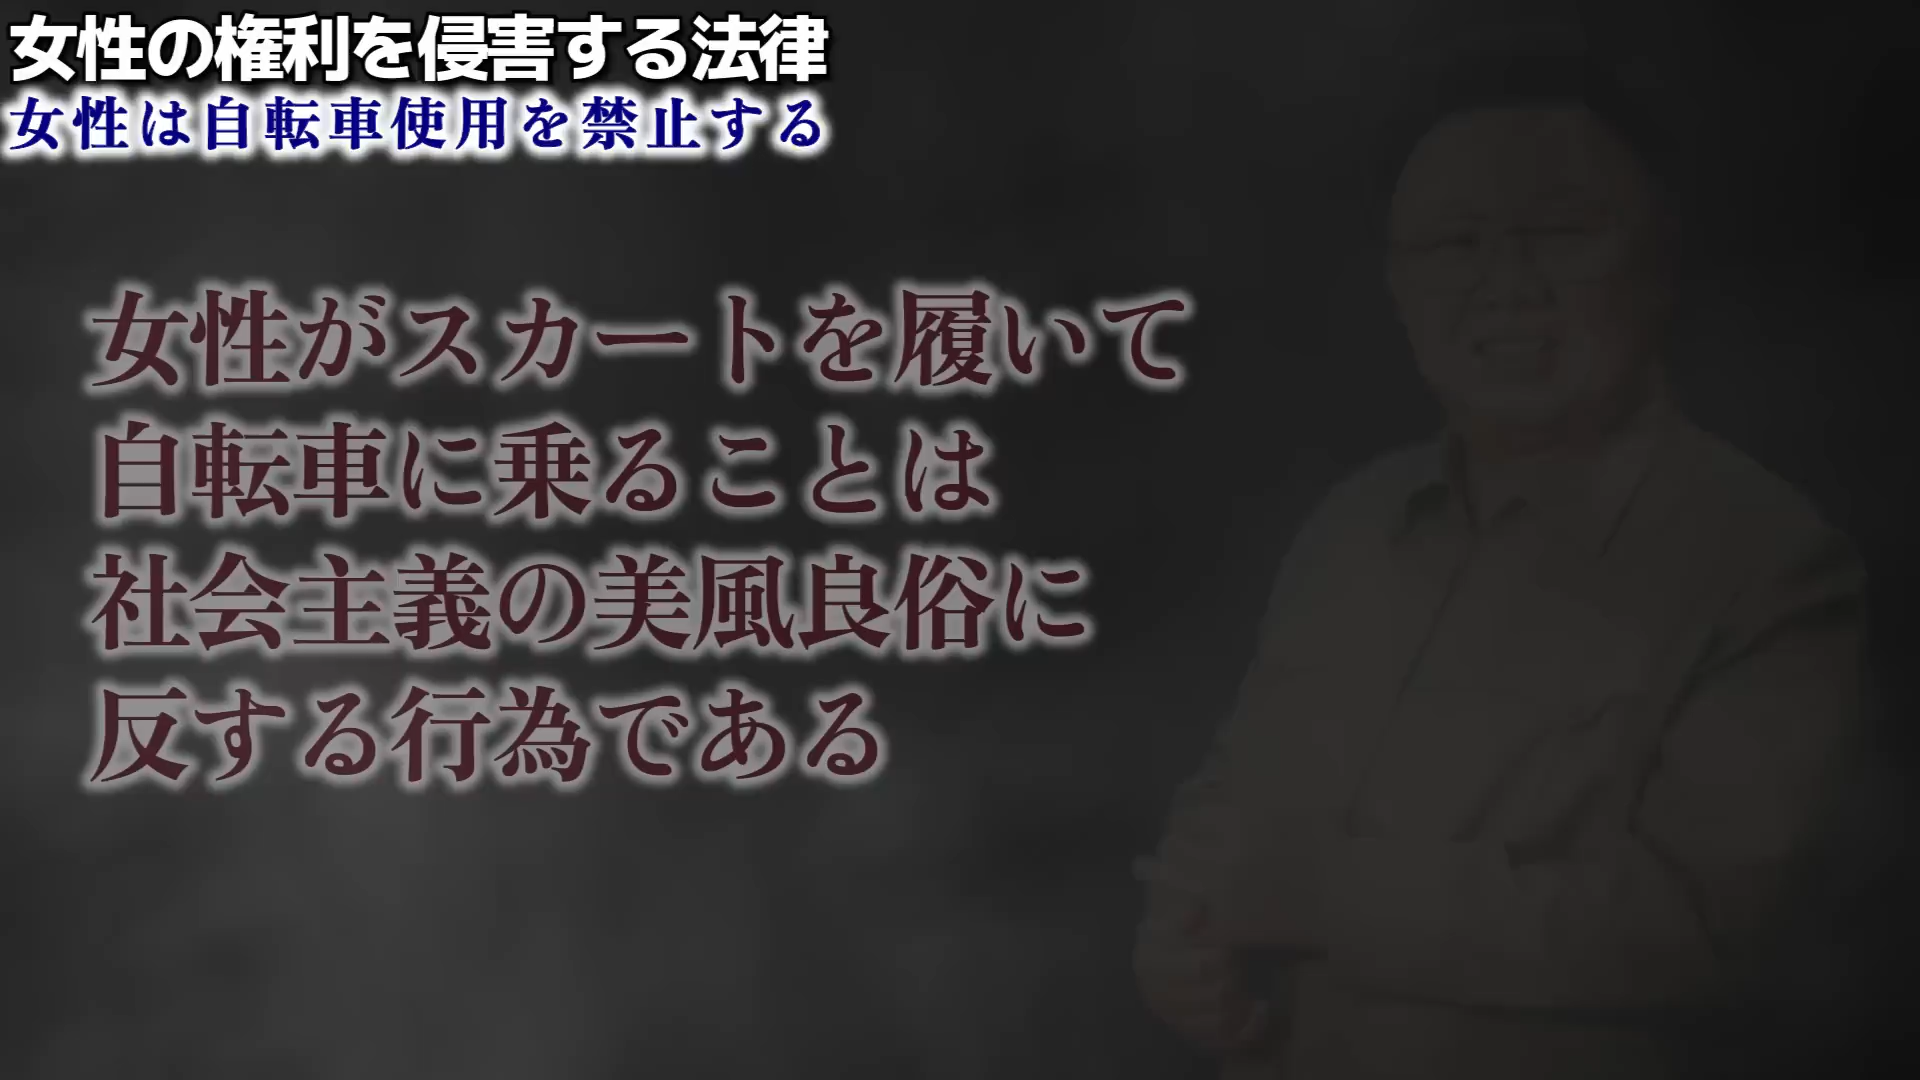 女性の権利を侵害する法律
女性は自転車使用を禁止する
女性がスカートを履いて
自転車に乗ることは
社会主義の美風良俗に
反する行為である